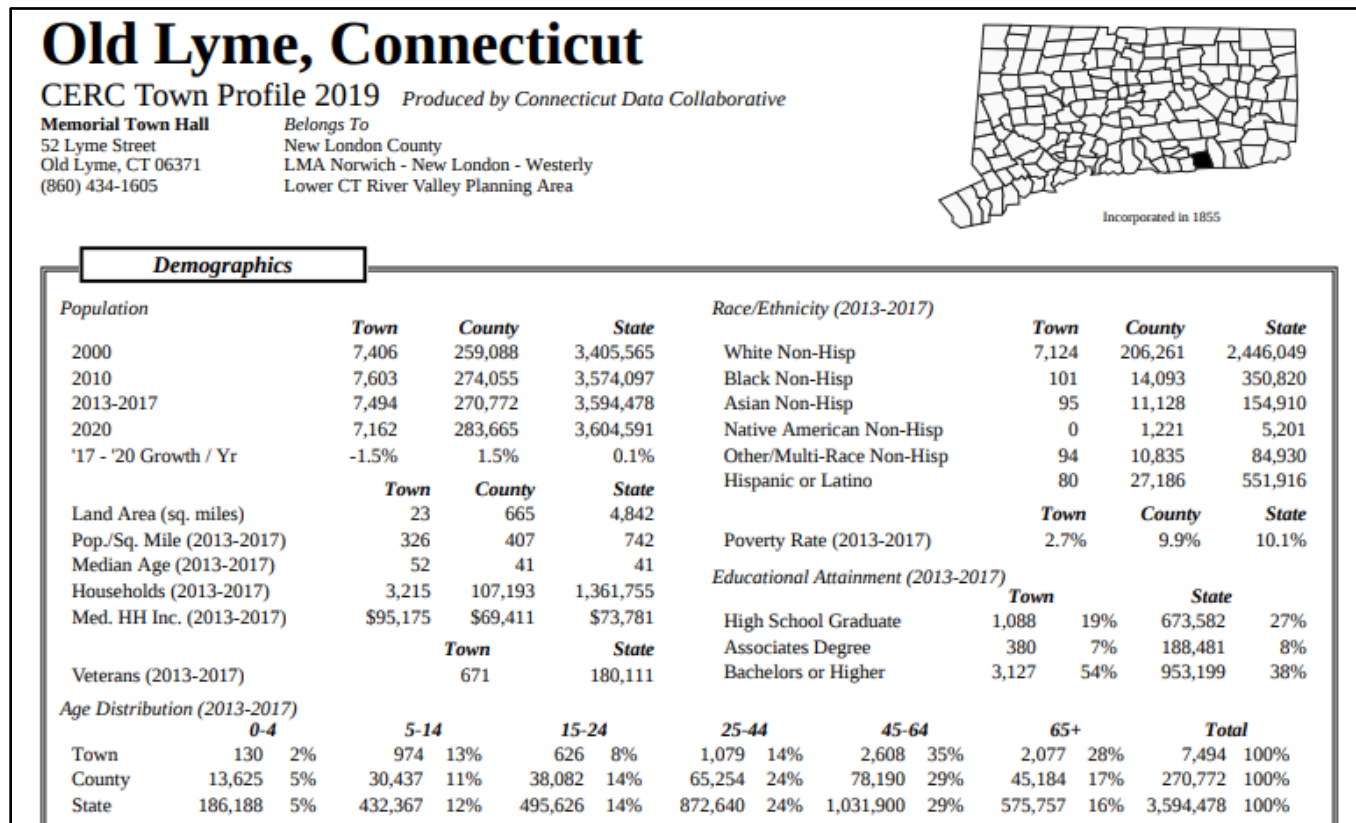 Old Lyme, Connecticut
CERC Town Profile 2019 Produced by Connecticut Data Collaborative
Memorial Town Hall
52 Lyme Street
Old Lyme, CT 06371
(860) 434-1605
Belongs To
New London County
LMA Norwich - New London - Westerly
Lower CT River Valley Planning Area
Incorporated in 1855
Demographics
Population
Town County State
2000 7,406 259,088 3,405,565
2010 7,603 274,055 3,574,097
2013-2017 7,494 270,772 3,594,478
2020 7,162 283,665 3,604,591
'17 - '20 Growth / Yr -1.5% 1.5% 0.1%
Town County State
Land Area (sq. miles) 23 665 4,842
Pop./Sq. Mile (2013-2017) 326 407 742
Median Age (2013-2017) 52 41 41
Households (2013-2017) 3,215 107,193 1,361,755
Med. HH Inc. (2013-2017) $95,175 $69,411 $73,781
Town State
Veterans (2013-2017) 671 180,111
Race/Ethnicity (2013-2017)
Town County State
White Non-Hisp 7,124 206,261 2,446,049
Black Non-Hisp 101 14,093 350,820
Asian Non-Hisp 95 11,128 154,910
Native American Non-Hisp 0 1,221 5,201
Other/Multi-Race Non-Hisp 94 10,835 84,930
Hispanic or Latino 80 27,186 551,916
Town County State
Poverty Rate (2013-2017) 2.7% 9.9% 10.1%
Educational Attainment (2013-2017)
Town State
High School Graduate 1,088 19% 673,582 27%
Associates Degree 380 7% 188,481 8%
Bachelors or Higher 3,127 54% 953,199 38%
Age Distribution (2013-2017)
0-4 5-14 15-24 25-44 45-64 65+ Total
Town 130 2% 974 13% 626 8% 1,079 14% 2,608 35% 2,077 28% 7,494 100%
County 13,625 5% 30,437 11% 38,082 14% 65,254 24% 78,190 29% 45,184 17% 270,772 100%
State 186,188 5% 432,367 12% 495,626 14% 872,640 24% 1,031,900 29% 575,757 16% 3,594,478 100%